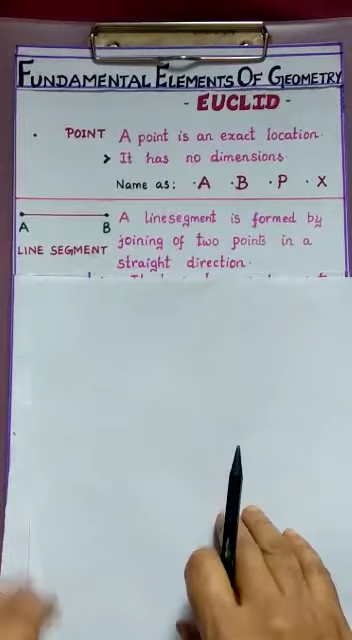 FUNDAMENTAL ELEMENTS OF GEOMETRY
- EUCLID -
POINT A point is an exact location.
> It has no dimensions.
Name as: ·A ·B ·P ·X
A B A linesegment is formed by
LINE SEGMENT joining of two points in a
straight direction.